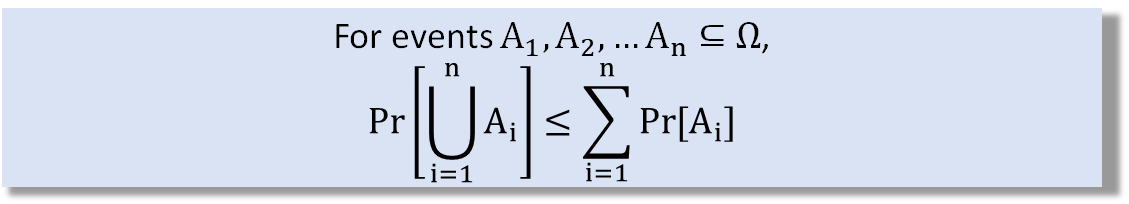 For events A₁, A₂, … Aₙ ⊆ Ω,
Pr[⋃ᵢ₌₁ⁿ Aᵢ] ≤ ∑ᵢ₌₁ⁿ Pr[Aᵢ]